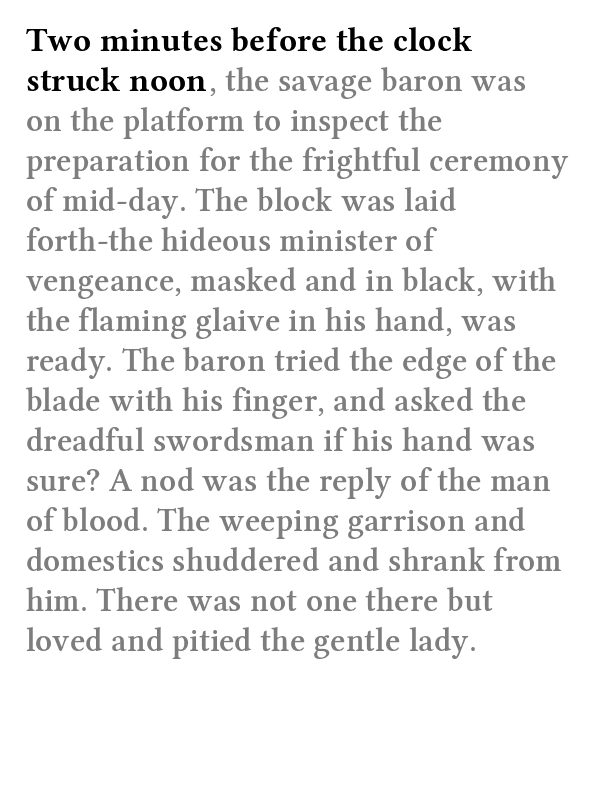 Two minutes before the clock
struck noon, the savage baron was
on the platform to inspect the
preparation for the frightful ceremony
of mid-day. The block was laid
forth-the hideous minister of
vengeance, masked and in black, with
the flaming glaive in his hand, was
ready. The baron tried the edge of the
blade with his finger, and asked the
dreadful swordsman if his hand was
sure? A nod was the reply of the man
of blood. The weeping garrison and
domestics shuddered and shrank from
him. There was not one there but
loved and pitied the gentle lady.